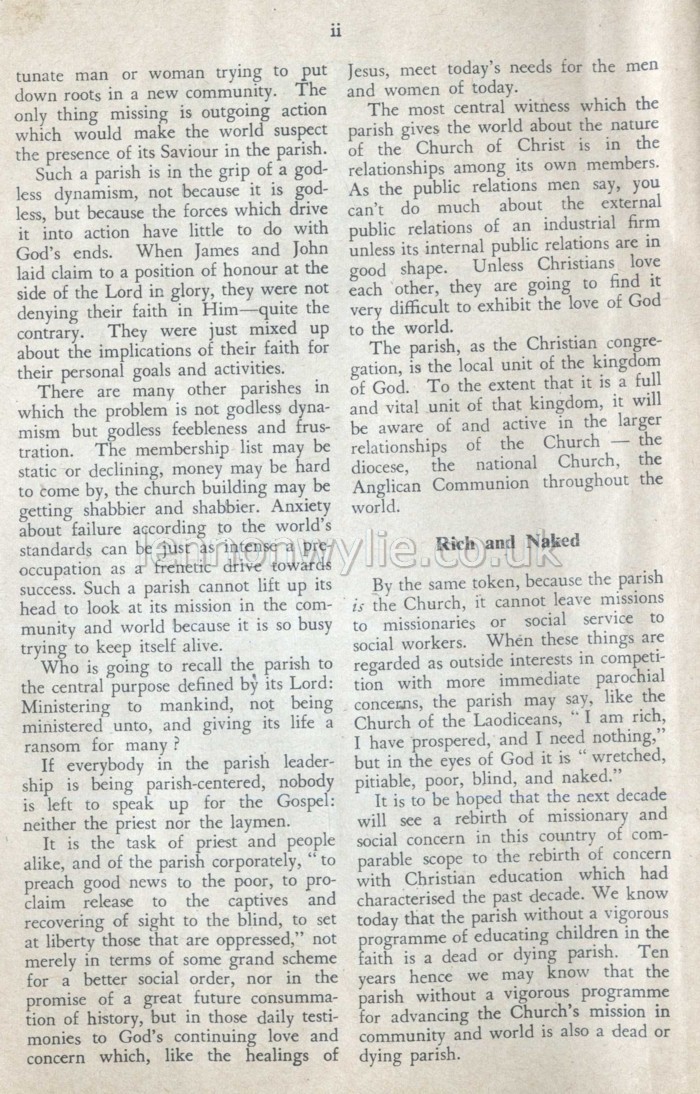 ii
tunate man or woman trying to put
down roots in a new community. The
only thing missing is outgoing action
which would make the world suspect
the presence of its Saviour in the parish.
Such a parish is in the grip of a god-
less dynamism, not because it is god-
less, but because the forces which drive
it into action have little to do with
God's ends. When James and John
laid claim to a position of honour at the
side of the Lord in glory, they were not
denying their faith in Him—quite the
contrary. They were just mixed up
about the implications of their faith for
their personal goals and activities.
There are many other parishes in
which the problem is not godless dyna-
mism but godless feebleness and frus-
tration. The membership list may be
static or declining, money may be hard
to come by, the church building may be
getting shabbier and shabbier. Anxiety
about failure according to the world's
standards can be just as intense a pre-
occupation as a frenetic drive towards
success. Such a parish cannot lift up its
head to look at its mission in the com-
munity and world because it is so busy
trying to keep itself alive.
Who is going to recall the parish to
the central purpose defined by its Lord:
Ministering to mankind, not being
ministered unto, and giving its life a
ransom for many?
If everybody in the parish leader-
ship is being parish-centered, nobody
is left to speak up for the Gospel:
neither the priest nor the laymen.
It is the task of priest and people
alike, and of the parish corporately, "to
preach good news to the poor, to pro-
claim release to the captives and
recovering of sight to the blind, to set
at liberty those that are oppressed," not
merely in terms of some grand scheme
for a better social order, nor in the
promise of a great future consumma-
tion of history, but in those daily testi-
monies to God's continuing love and
concern which, like the healings of
Jesus, meet today's needs for the men
and women of today.
The most central witness which the
parish gives the world about the nature
of the Church of Christ is in the
relationships among its own members.
As the public relations men say, you
can't do much about the external
public relations of an industrial firm
unless its internal public relations are in
good shape. Unless Christians love
each other, they are going to find it
very difficult to exhibit the love of God
to the world.
The parish, as the Christian congre-
gation, is the local unit of the kingdom
of God. To the extent that it is a full
and vital unit of that kingdom, it will
be aware of and active in the larger
relationships of the Church — the
diocese, the national Church, the
Anglican Communion throughout the
world.
Rich and Naked
By the same token, because the parish
is the Church, it cannot leave missions
to missionaries or social service to
social workers. When these things are
regarded as outside interests in competi-
tion with more immediate parochial
concerns, the parish may say, like the
Church of the Laodiceans, "I am rich,
I have prospered, and I need nothing,"
but in the eyes of God it is "wretched,
pitiable, poor, blind, and naked."
It is to be hoped that the next decade
will see a rebirth of missionary and
social concern in this country of com-
parable scope to the rebirth of concern
with Christian education which had
characterised the past decade. We know
today that the parish without a vigorous
programme of educating children in the
faith is a dead or dying parish. Ten
years hence we may know that the
parish without a vigorous programme
for advancing the Church's mission in
community and world is also a dead or
dying parish.
lennonwylie.co.uk